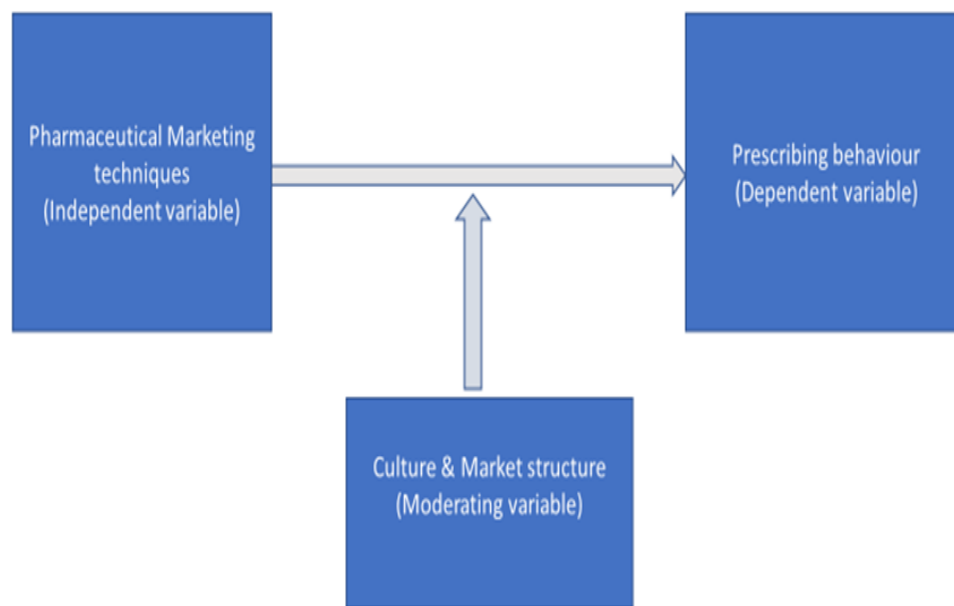 Pharmaceutical Marketing
techniques
(Independent variable)
Prescribing behaviour
(Dependent variable)
Culture & Market structure
(Moderating variable)